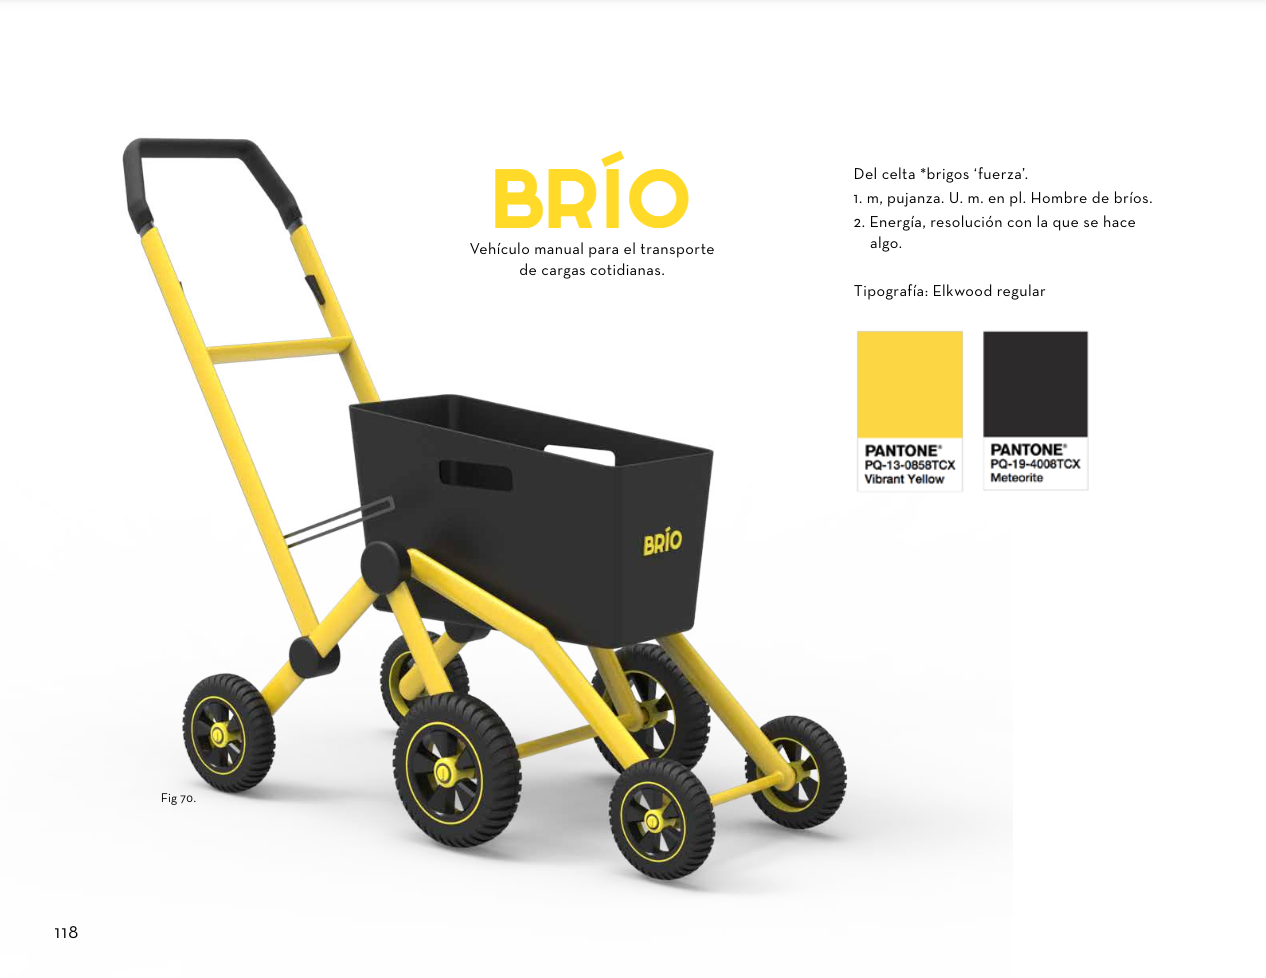 BRÍO
Vehículo manual para el transporte
de cargas cotidianas.
Del celta *brigos ‘fuerza’.
1. m, pujanza. U. m. en pl. Hombre de bríos.
2. Energía, resolución con la que se hace
algo.
Tipografía: Elkwood regular
PANTONE®
PQ-13-0858TCX
Vibrant Yellow
PANTONE®
PQ-19-4008TCX
Meteorite
BRÍO
Fig 70.
118